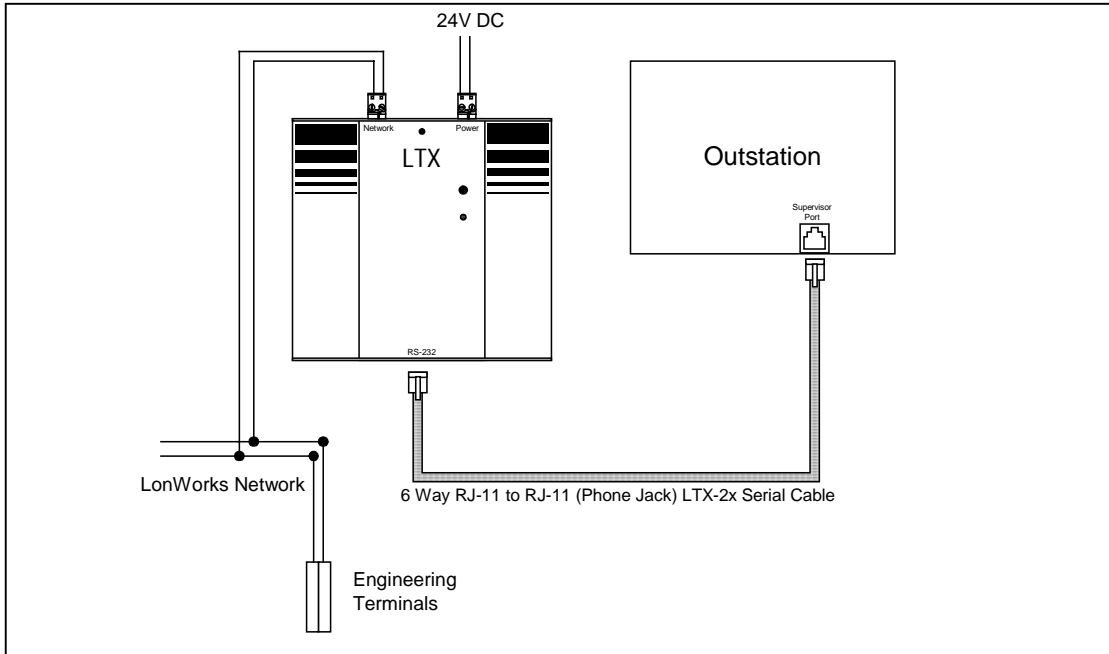 24V DC
Network
Power
LTX
Outstation
Supervisor
Port
RS-232
LonWorks Network
6 Way RJ-11 to RJ-11 (Phone Jack) LTX-2x Serial Cable
Engineering
Terminals